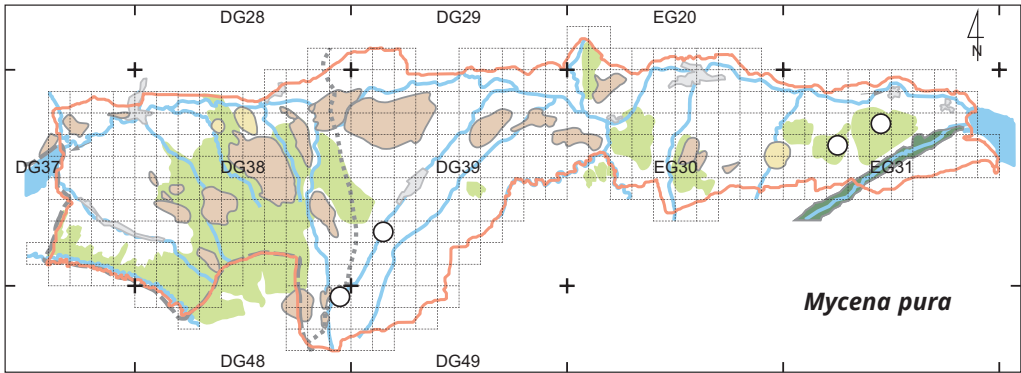 DG28 DG29 EG20
N
DG37 DG38 DG39 EG30 EG31
Mycena pura
DG48 DG49